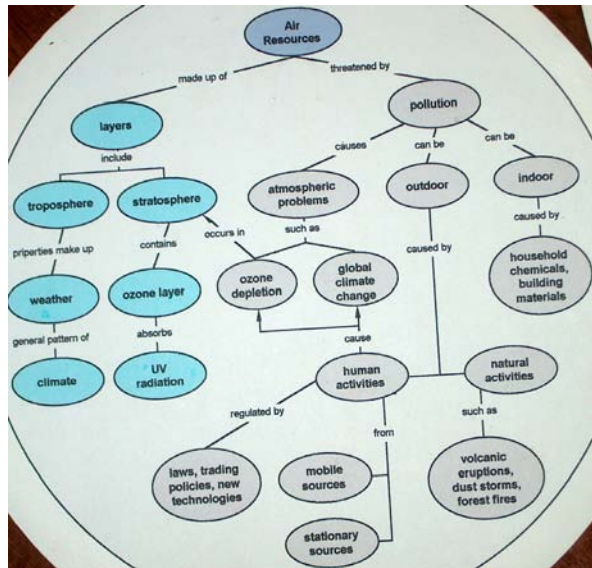 Air
Resources
made up of
threatened by
layers
pollution
include
causes
can be
can be
troposphere
stratosphere
atmospheric
problems
outdoor
indoor
priperties make up
contains
occurs in
such as
caused by
caused by
weather
ozone layer
ozone
depletion
global
climate
change
household
chemicals,
building
materials
general pattern of
absorbs
cause
climate
UV
radiation
human
activities
natural
activities
regulated by
from
such as
laws, trading
policies, new
technologies
mobile
sources
volcanic
eruptions,
dust storms,
forest fires
stationary
sources